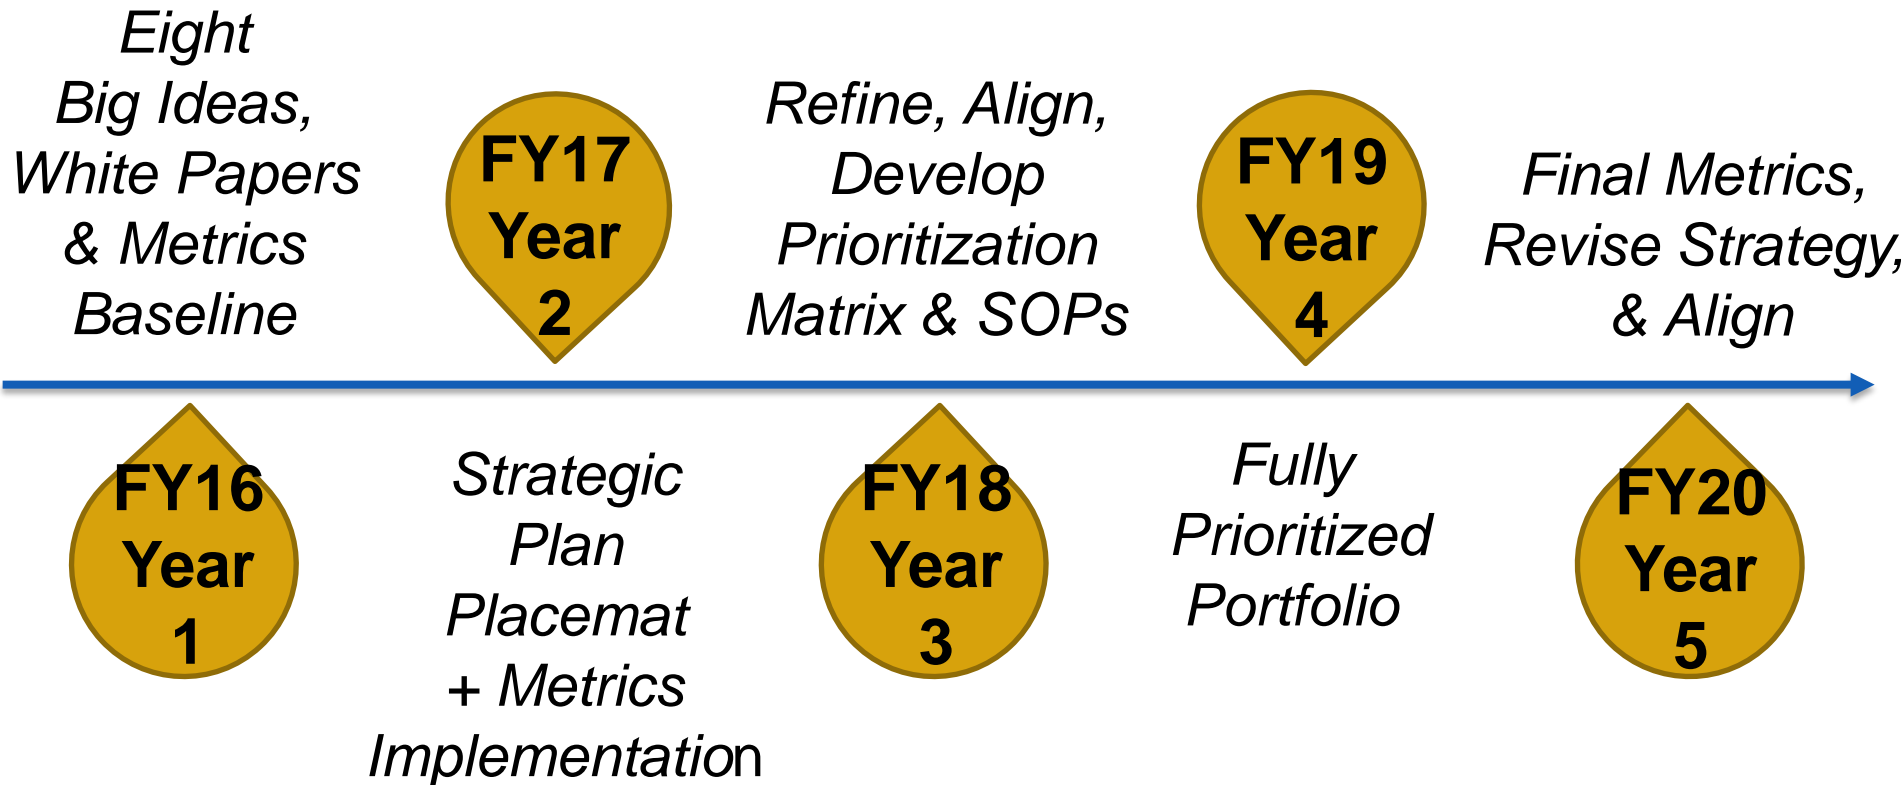 Eight
Big Ideas,
White Papers
& Metrics
Baseline
FY16
Year
1
FY17
Year
2
Strategic
Plan
Placemat
+ Metrics
Implementation
Refine, Align,
Develop
Prioritization
Matrix & SOPs
FY18
Year
3
FY19
Year
4
Fully
Prioritized
Portfolio
Final Metrics,
Revise Strategy,
& Align
FY20
Year
5